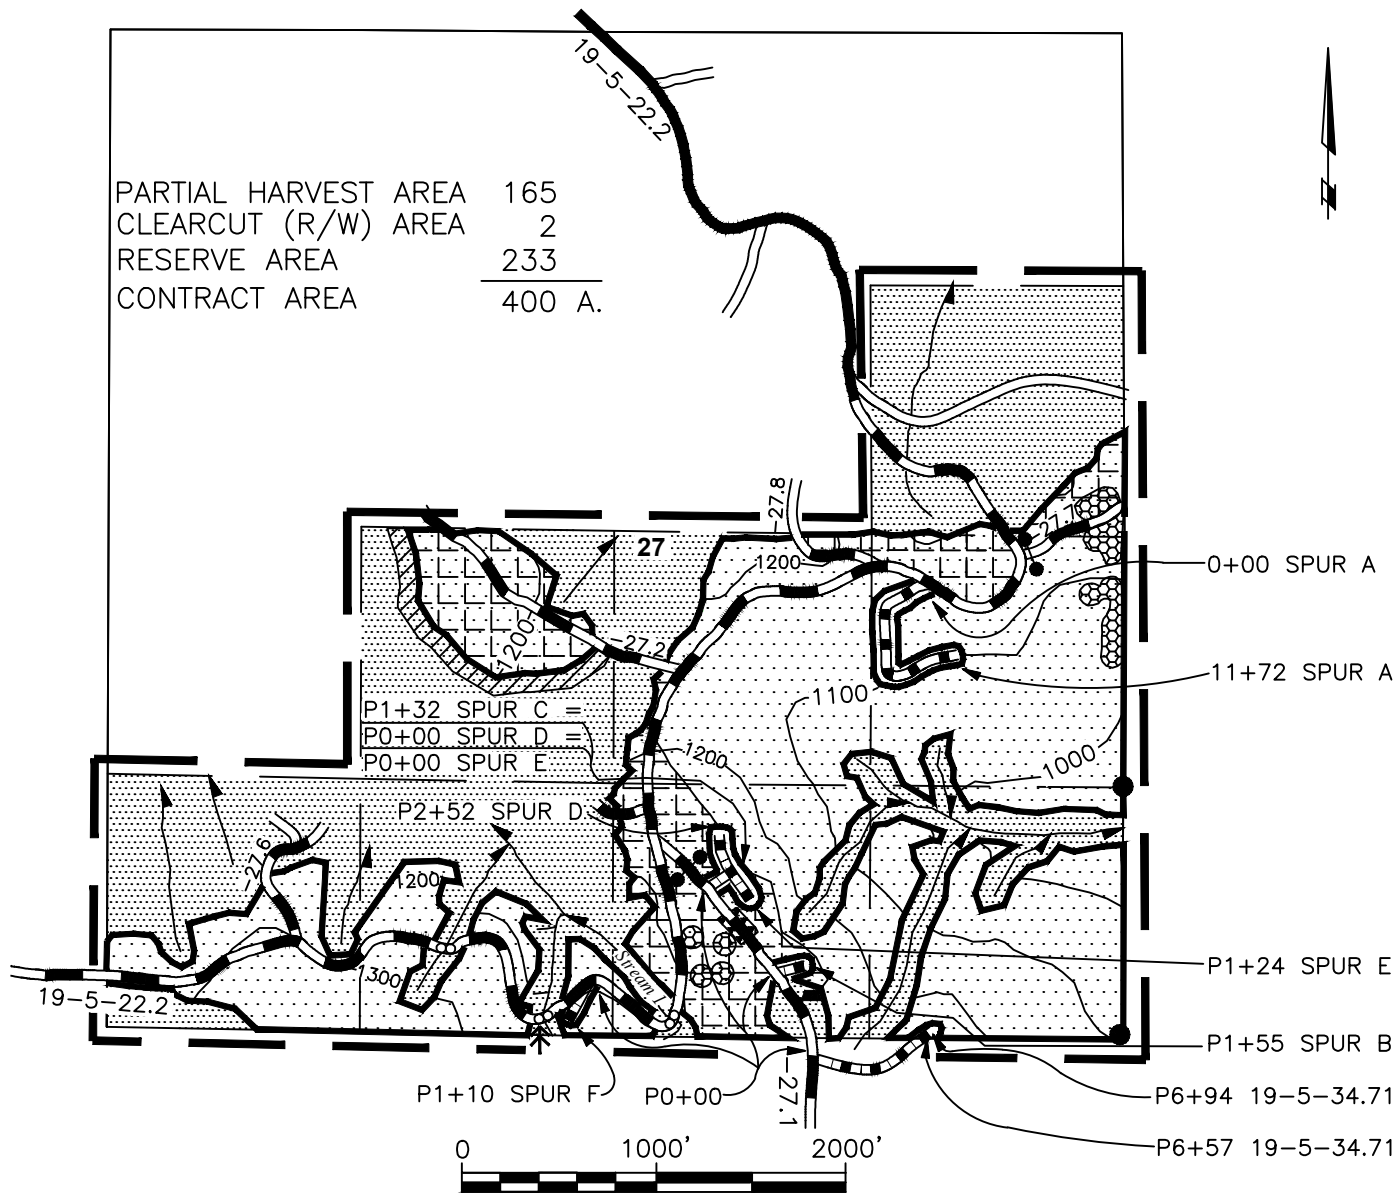 19-5-22.2
PARTIAL HARVEST AREA 165
CLEARCUT (R/W) AREA 2
RESERVE AREA 233
CONTRACT AREA 400 A.
-27.8
-27.7
27
1200
0+00 SPUR A
1200
-27.2
11+72 SPUR A
1100
P1+32 SPUR C =
P0+00 SPUR D =
P0+00 SPUR E
1200
1000
P2+52 SPUR D
-27.6
1200
Stream
1300
P1+24 SPUR E
19-5-22.2
P1+55 SPUR B
P1+10 SPUR F
P0+00
-27.1
P6+94 19-5-34.71
P6+57 19-5-34.71
0 1000' 2000'